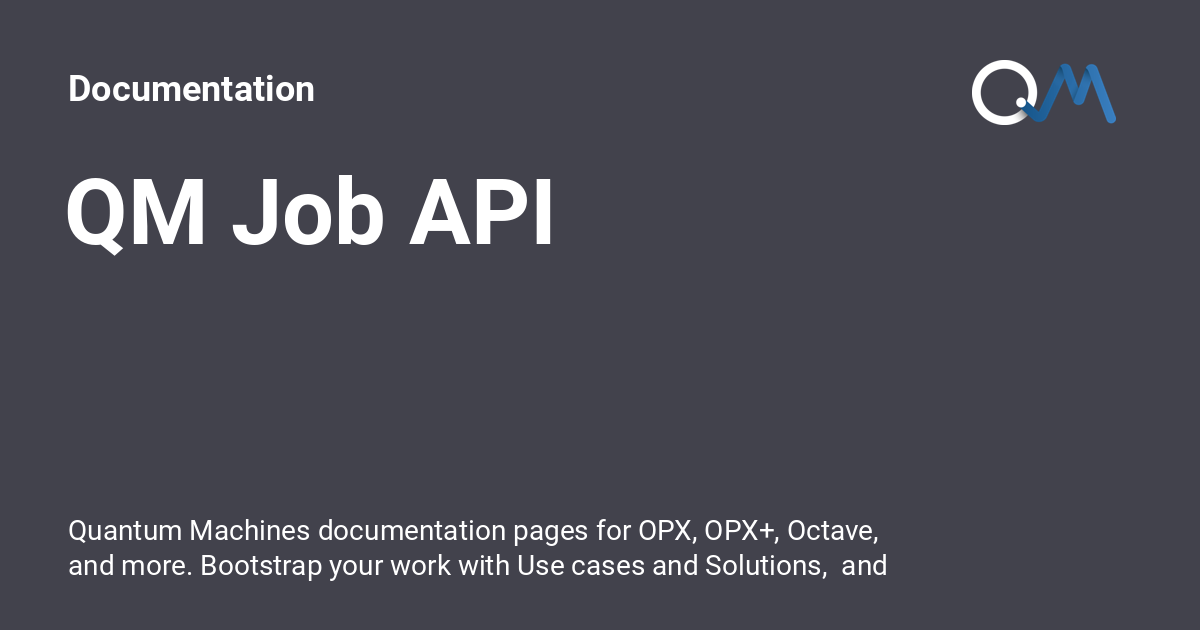 Documentation
QM
QM Job API
Quantum Machines documentation pages for OPX, OPX+, Octave,
and more. Bootstrap your work with Use cases and Solutions,  and